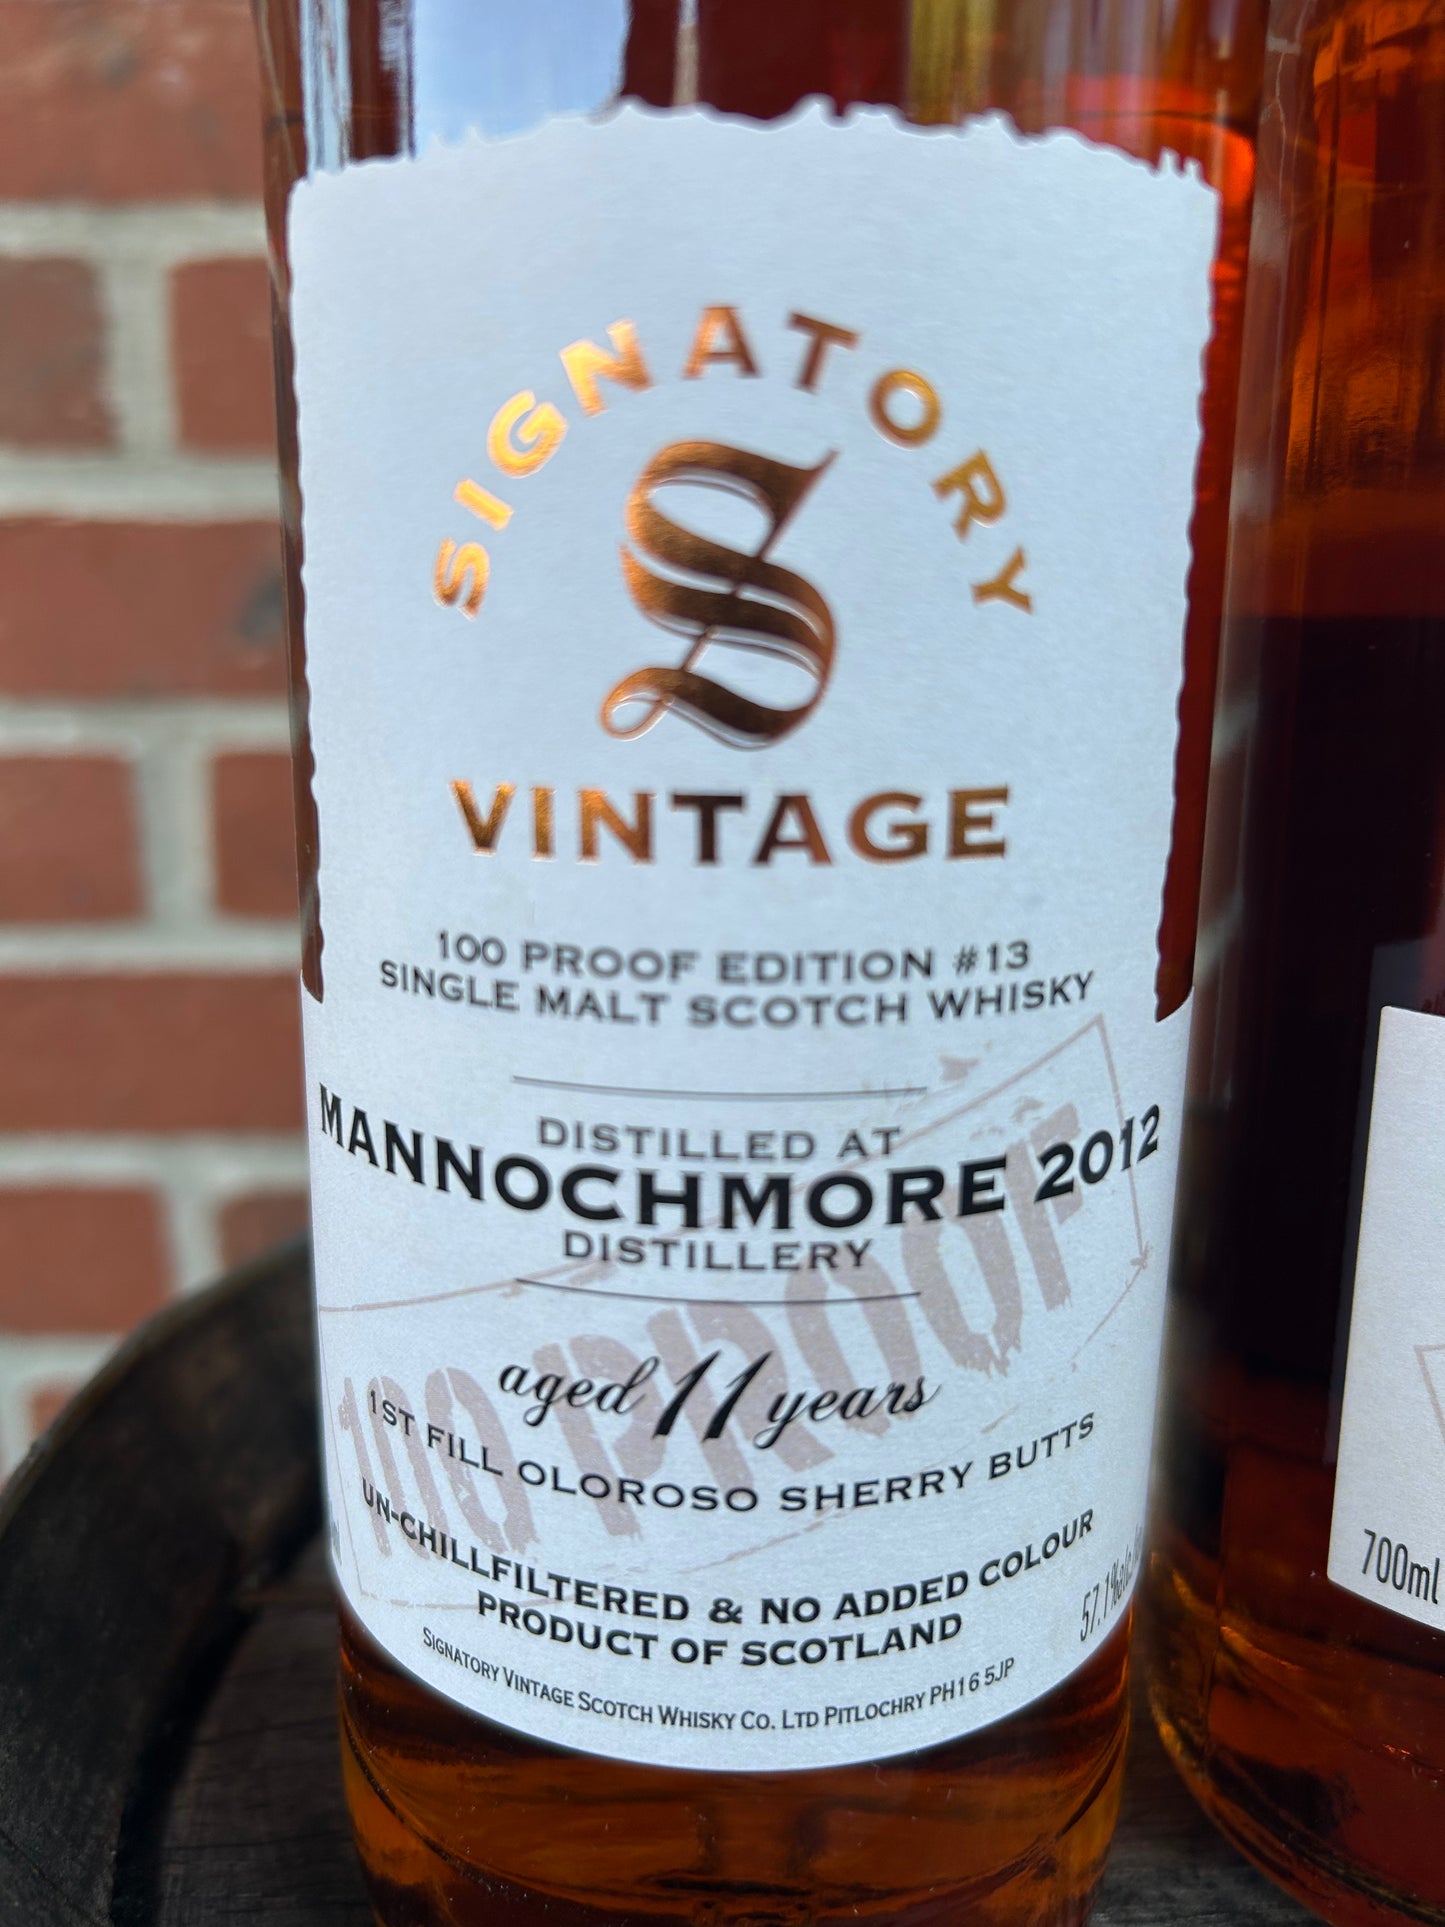 SIGNATORY
S
VINTAGE
100 PROOF EDITION #13
SINGLE MALT SCOTCH WHISKY
DISTILLED AT
MANNOCHMORE 2012
DISTILLERY
aged 11 years
100 PROOF
1ST FILL OLOROSO SHERRY BUTTS
UN-CHILLFILTERED & NO ADDED COLOUR
PRODUCT OF SCOTLAND
57.1%
SIGNATORY VINTAGE SCOTCH WHISKY CO. LTD PITLOCHRY PH16 5JP
700ml